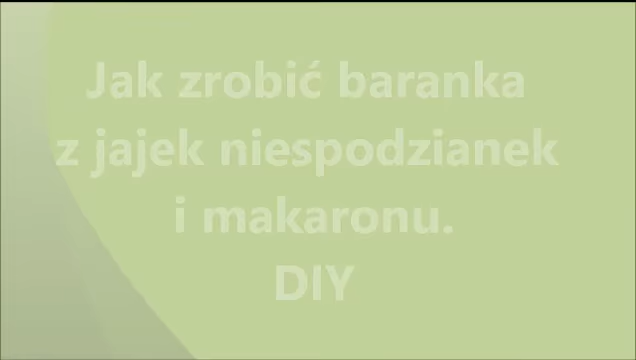 Jak zrobić baranka
z jajek niespodzianek
i makaronu.
DIY